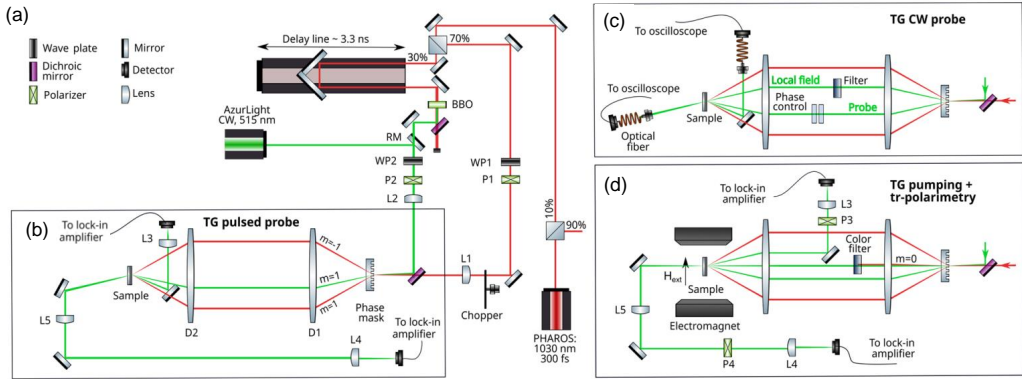 (a)
Wave plate
Dichroic
mirror
Polarizer
Mirror
Detector
Lens
Delay line ~ 3.3 ns
70%
30%
BBO
AzurLight
CW, 515 nm
RM
WP2
WP1
P2
P1
L2
10%
90%
PHAROS:
1030 nm
300 fs
(b)
TG pulsed probe
To lock-in
amplifier
L3
m=-1
m=1
m=1
Sample
D2
D1
Phase
mask
L1
Chopper
L5
L4
To lock-in
amplifier
(c)
TG CW probe
To oscilloscope
To oscilloscope
Local field
Filter
Phase
control
Probe
Sample
Optical
fiber
(d)
TG pumping +
tr-polarimetry
To lock-in
amplifier
L3
P3
Color
filter
m=0
Hext
Sample
L5
Electromagnet
P4
L4
To lock-in
amplifier